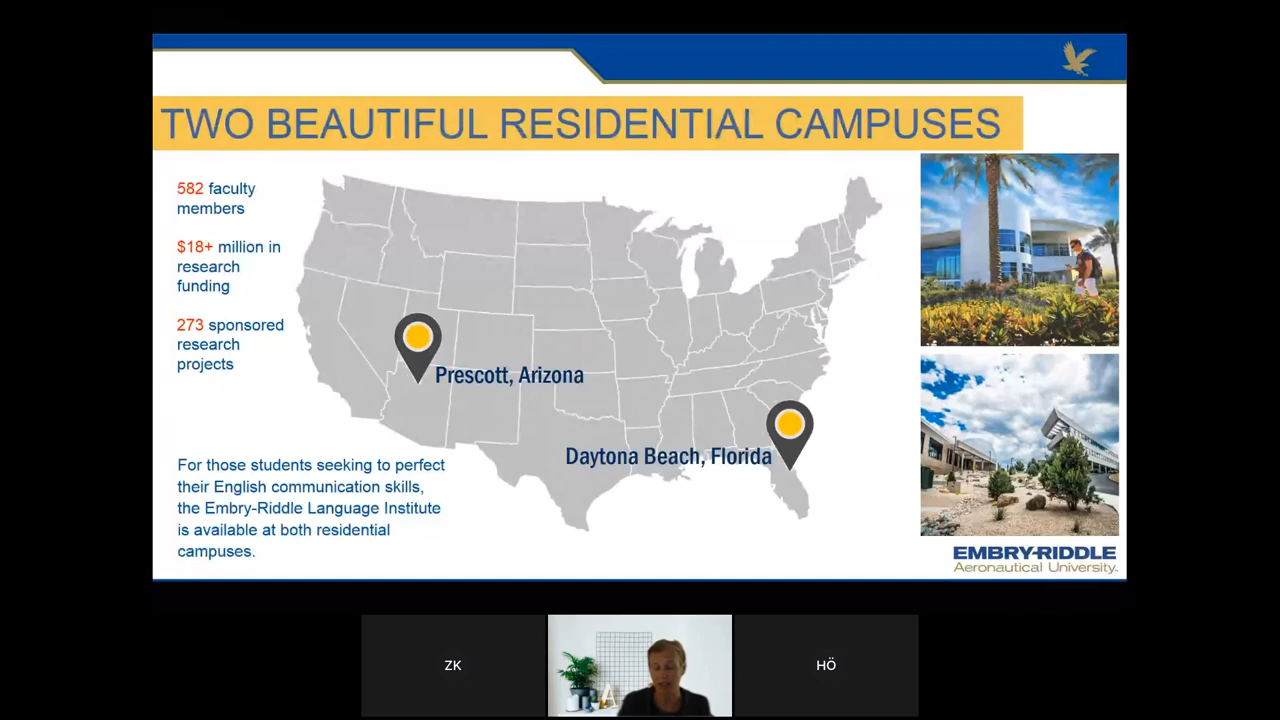 TWO BEAUTIFUL RESIDENTIAL CAMPUSES
582 faculty
members
$18+ million in
research
funding
273 sponsored
research
projects
Prescott, Arizona
Daytona Beach, Florida
For those students seeking to perfect
their English communication skills,
the Embry-Riddle Language Institute
is available at both residential
campuses.
EMBRY-RIDDLE
Aeronautical University.
ZK
A
HÖ